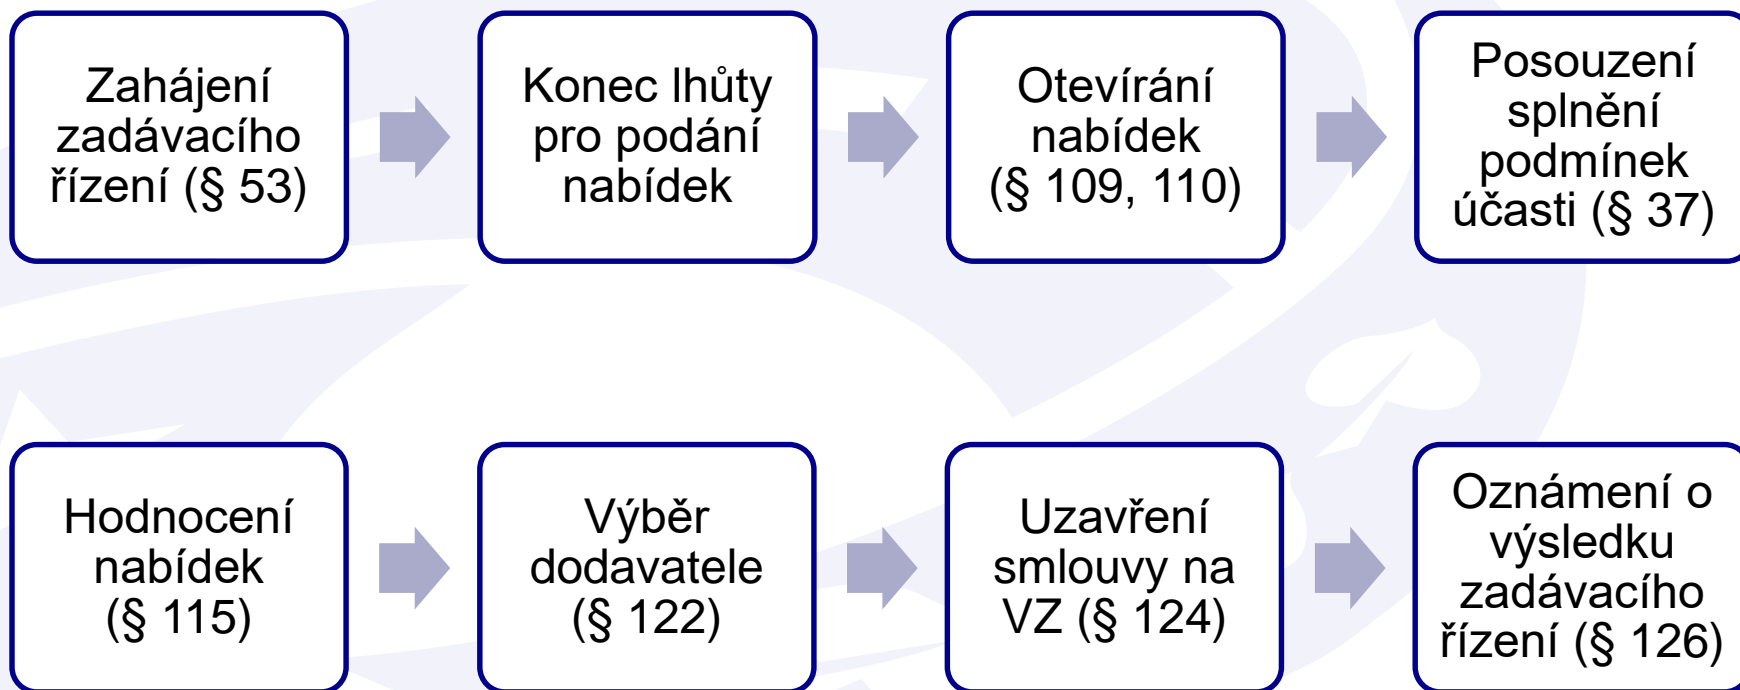 Zahájení
zadávacího
řízení (§ 53)
Konec lhůty
pro podání
nabídek
Otevírání
nabídek
(§ 109, 110)
Posouzení
splnění
podmínek
účasti (§ 37)
Hodnocení
nabídek
(§ 115)
Výběr
dodavatele
(§ 122)
Uzavření
smlouvy na
VZ (§ 124)
Oznámení o
výsledku
zadávacího
řízení (§ 126)